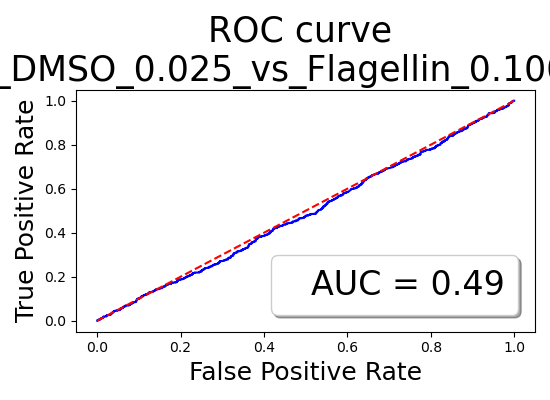 ROC curve
_DMSO_0.025_vs_Flagellin_0.100
True Positive Rate
1.0
0.8
0.6
0.4
0.2
0.0
AUC = 0.49
0.0 0.2 0.4 0.6 0.8 1.0
False Positive Rate